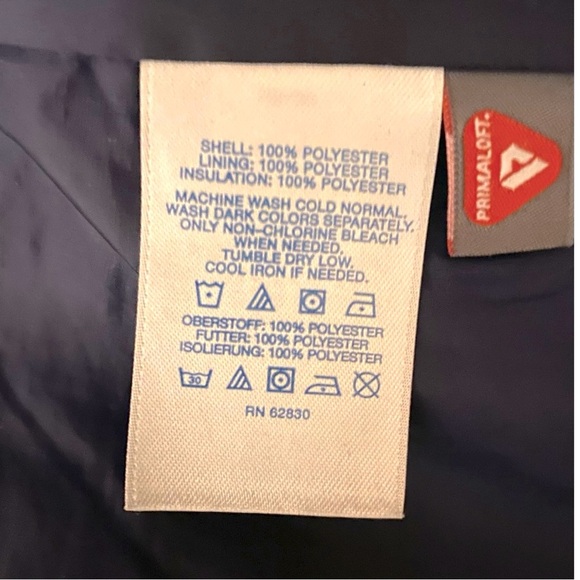 SHELL: 100% POLYESTER
LINING: 100% POLYESTER
INSULATION: 100% POLYESTER
MACHINE WASH COLD NORMAL.
WASH DARK COLORS SEPARATELY.
ONLY NON-CHLORINE BLEACH
WHEN NEEDED.
TUMBLE DRY LOW.
COOL IRON IF NEEDED.
OBERSTOFF: 100% POLYESTER
FUTTER: 100% POLYESTER
ISOLIERUNG: 100% POLYESTER
30
RN 62830
PRIMALOFT